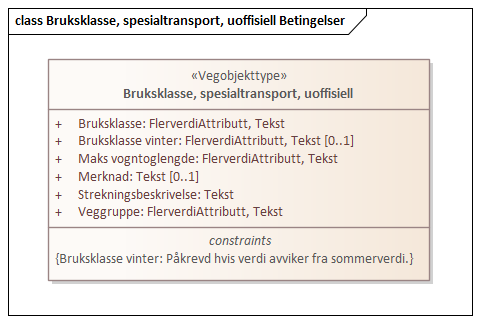 class Bruksklasse, spesialtransport, uoffisiell Betingelser
«Vegobjekttype»
Bruksklasse, spesialtransport, uoffisiell
+ Bruksklasse: FlerverdiAttributt, Tekst
+ Bruksklasse vinter: FlerverdiAttributt, Tekst [0..1]
+ Maks vogntoglengde: FlerverdiAttributt, Tekst
+ Merknad: Tekst [0..1]
+ Strekningsbeskrivelse: Tekst
+ Veggruppe: FlerverdiAttributt, Tekst
constraints
{Bruksklasse vinter: Påkrevd hvis verdi avviker fra sommerverdi.}